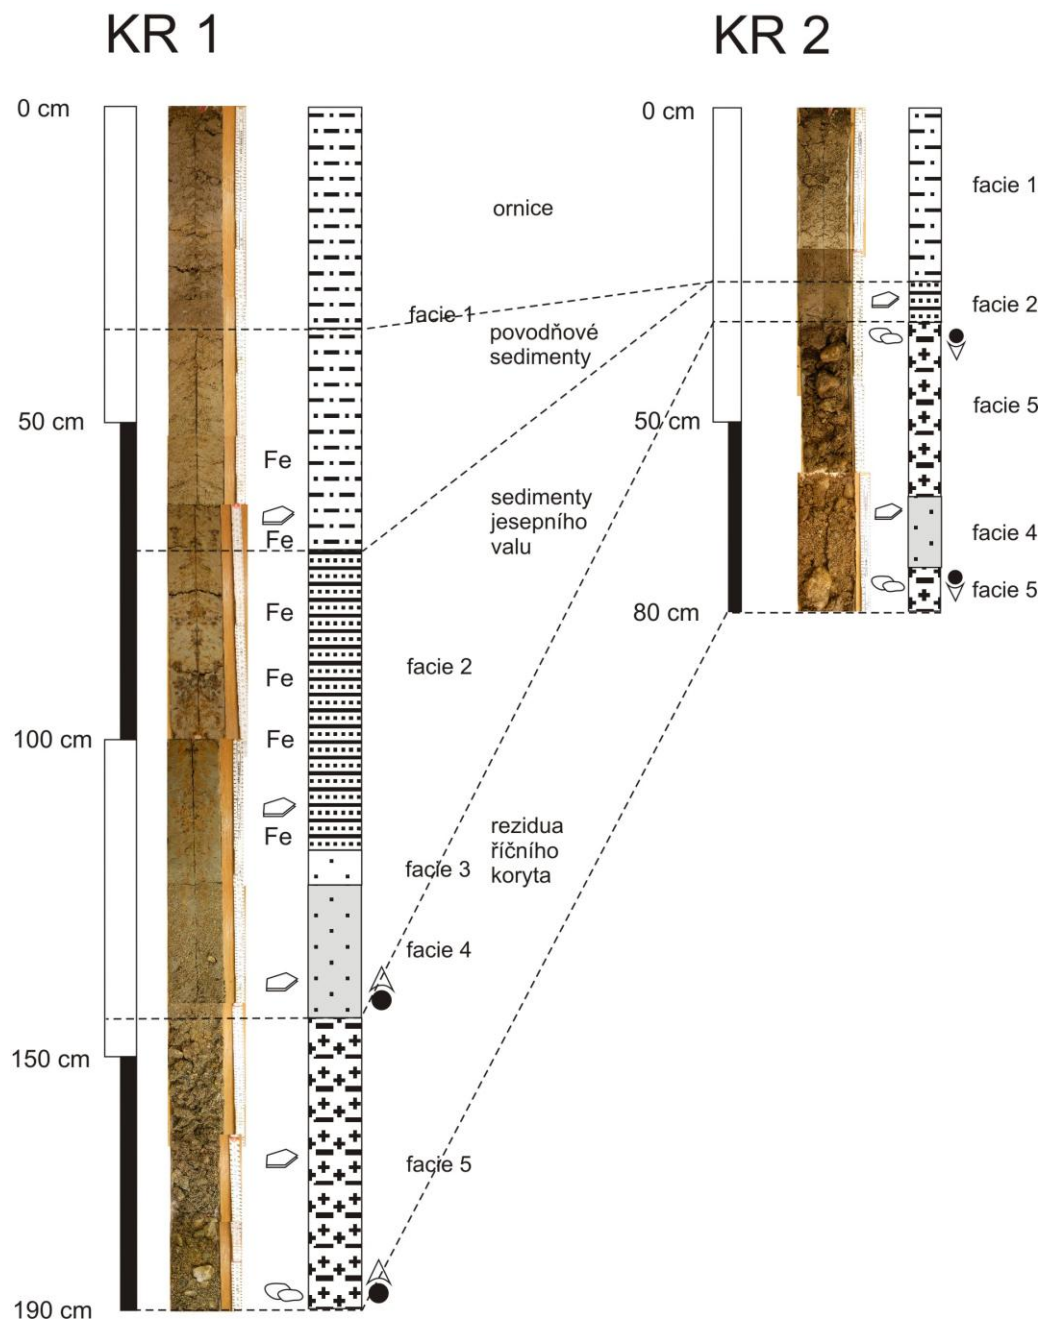 KR 1
KR 2
0 cm
0 cm
facie 1
ornice
facie 2
facie 1
povodňové
sedimenty
facie 5
50 cm
50 cm
Fe
sedimenty
jesepního
valu
facie 4
Fe
facie 5
Fe
80 cm
facie 2
Fe
100 cm
Fe
rezidua
říčního
koryta
Fe
facie 3
facie 4
150 cm
facie 5
190 cm